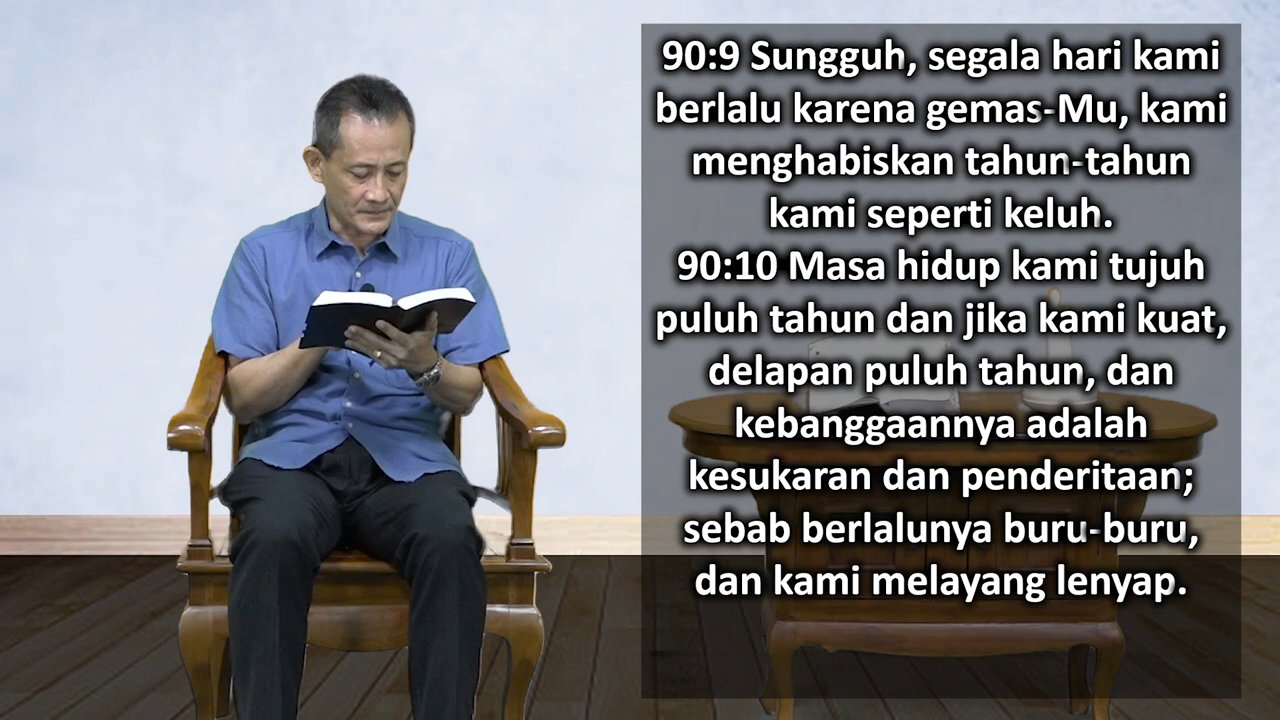 90:9 Sungguh, segala hari kami
berlalu karena gemas-Mu, kami
menghabiskan tahun-tahun
kami seperti keluh.
90:10 Masa hidup kami tujuh
puluh tahun dan jika kami kuat,
delapan puluh tahun, dan
kebanggaannya adalah
kesukaran dan penderitaan;
sebab berlalunya buru-buru,
dan kami melayang lenyap.